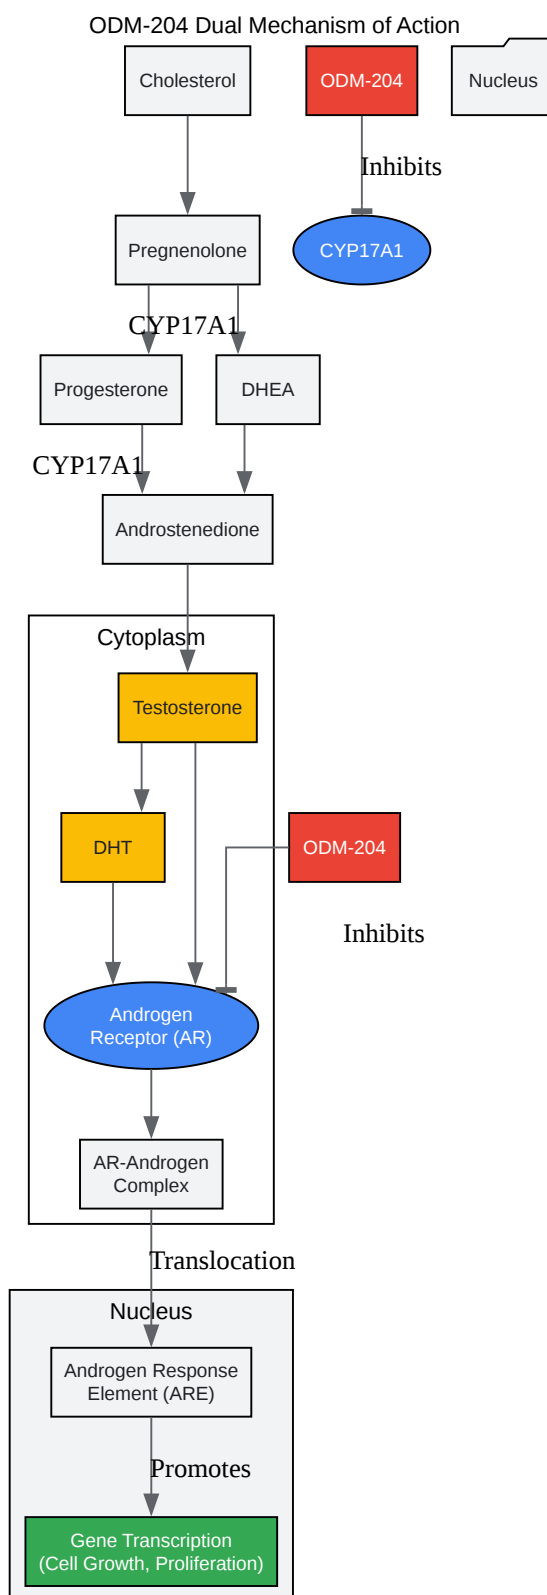 ODM-204 Dual Mechanism of Action
Cholesterol
ODM-204
Nucleus
Inhibits
Pregnenolone
CYP17A1
CYP17A1
Progesterone
DHEA
CYP17A1
Androstenedione
Cytoplasm
Testosterone
DHT
ODM-204
Inhibits
Androgen
Receptor (AR)
AR-Androgen
Complex
Translocation
Nucleus
Androgen Response
Element (ARE)
Promotes
Gene Transcription
(Cell Growth, Proliferation)